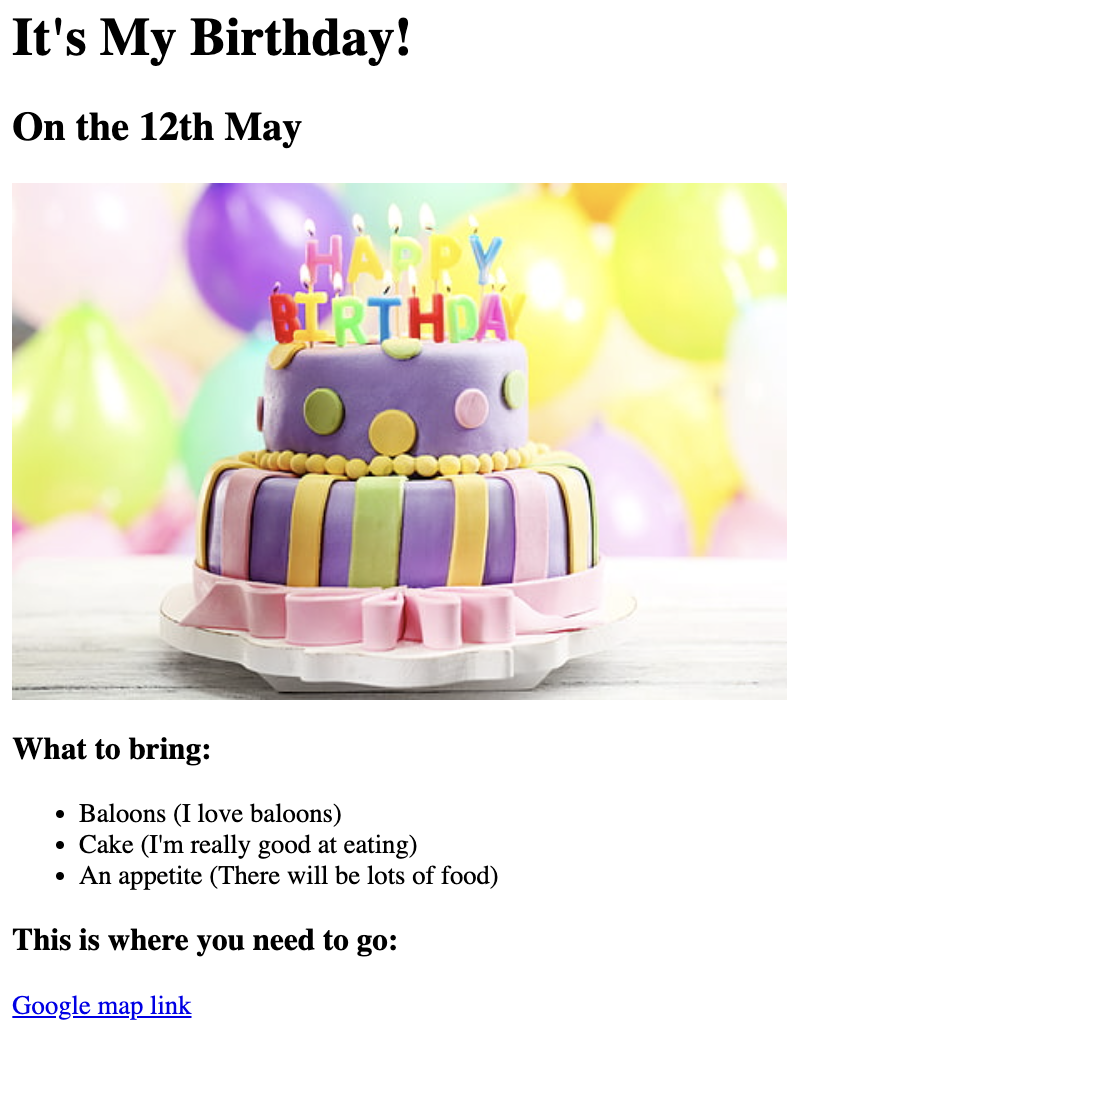 It's My Birthday!
On the 12th May
HAPPY
BIRTHDAY
What to bring:
Baloons (I love baloons)
Cake (I'm really good at eating)
An appetite (There will be lots of food)
This is where you need to go:
Google map link